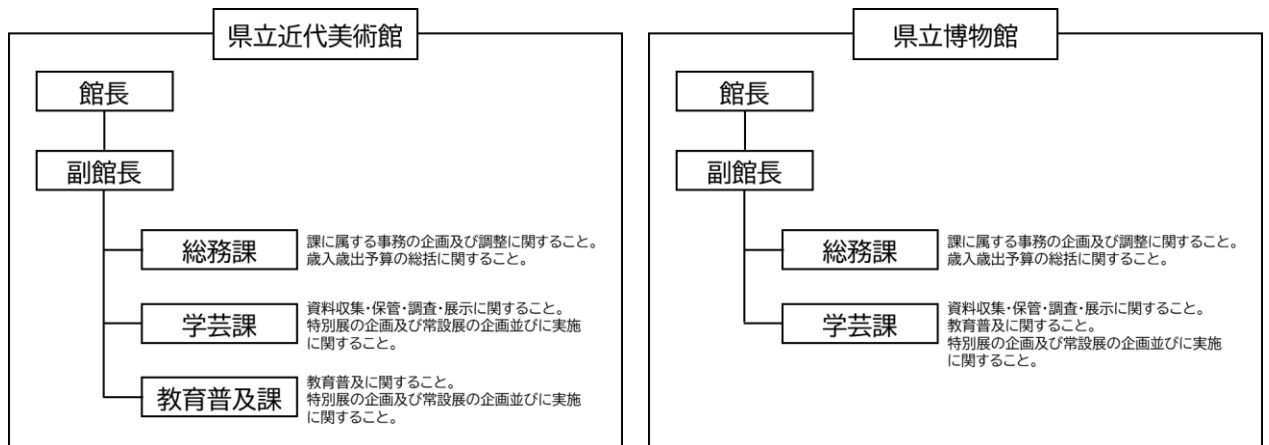 県立近代美術館
館長
副館長
総務課
課に属する事務の企画及び調整に関すること。
歳入歳出予算の総括に関すること。
学芸課
資料収集・保管・調査・展示に関すること。
特別展の企画及び常設展の企画並びに実施
に関すること。
教育普及課
教育普及に関すること。
特別展の企画及び常設展の企画並びに実施
に関すること。
県立博物館
館長
副館長
総務課
課に属する事務の企画及び調整に関すること。
歳入歳出予算の総括に関すること。
学芸課
資料収集・保管・調査・展示に関すること。
教育普及に関すること。
特別展の企画及び常設展の企画並びに実施
に関すること。